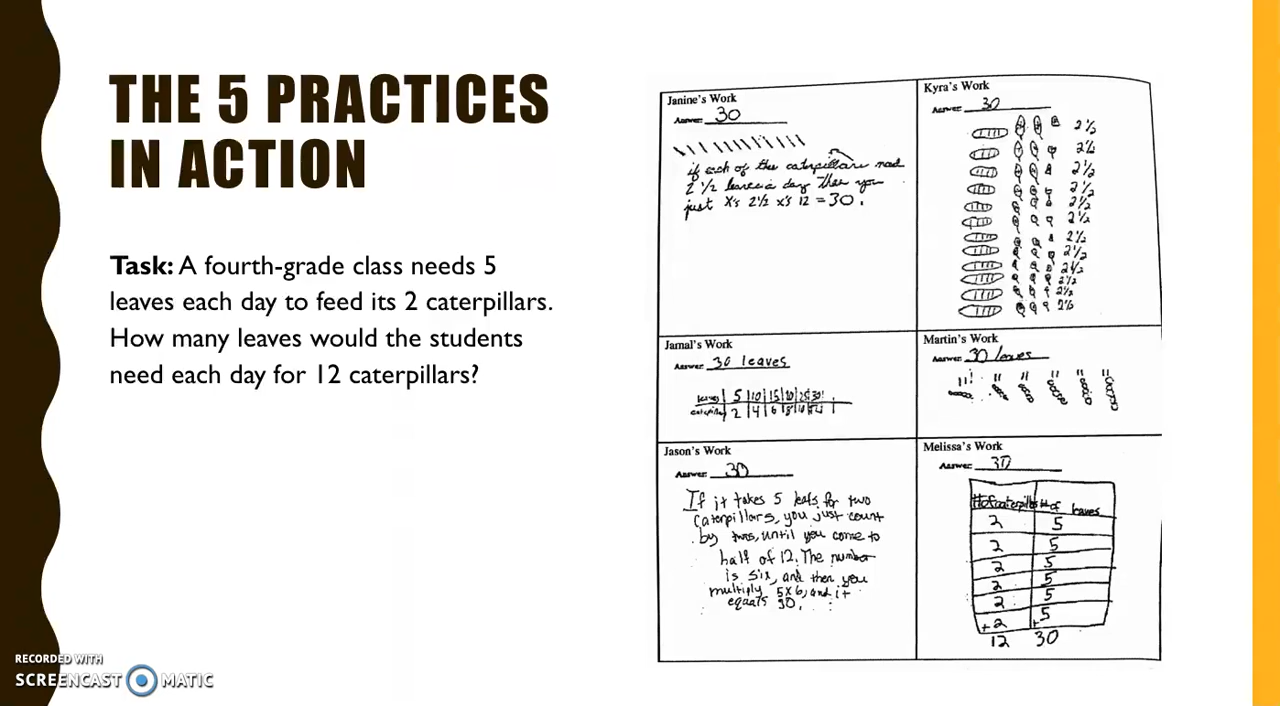 THE 5 PRACTICES
IN ACTION
Task: A fourth-grade class needs 5
leaves each day to feed its 2 caterpillars.
How many leaves would the students
need each day for 12 caterpillars?
Janine's Work
Answer: 30
if each of the caterpillars need
2 1/2 leaves a day then you
just X's 2 1/2 x's 12 = 30.
Kyra's Work
Answer: 30
2 1/2
2 1/2
2 1/2
2 1/2
2 1/2
2 1/2
2 1/2
2 1/2
2 1/2
2 1/2
2 1/2
2 1/2
Jamal's Work
Answer: 30 leaves
leaves 5 10 15 20 25 30
caterpillar 2 4 6 8 10 12
Martin's Work
Answer: 30 leaves
Jason's Work
Answer: 30
If it takes 5 leafs for two
caterpillars, you just count
by twos, until you come to
half of 12. The number
is six, and then you
multiply 5x6, and it
equals 30.
Melissa's Work
Answer: 30
# of caterpillars # of leaves
2 5
2 5
2 5
2 5
2 5
+2 +5
12 30
RECORDED WITH
SCREENCAST MATIC